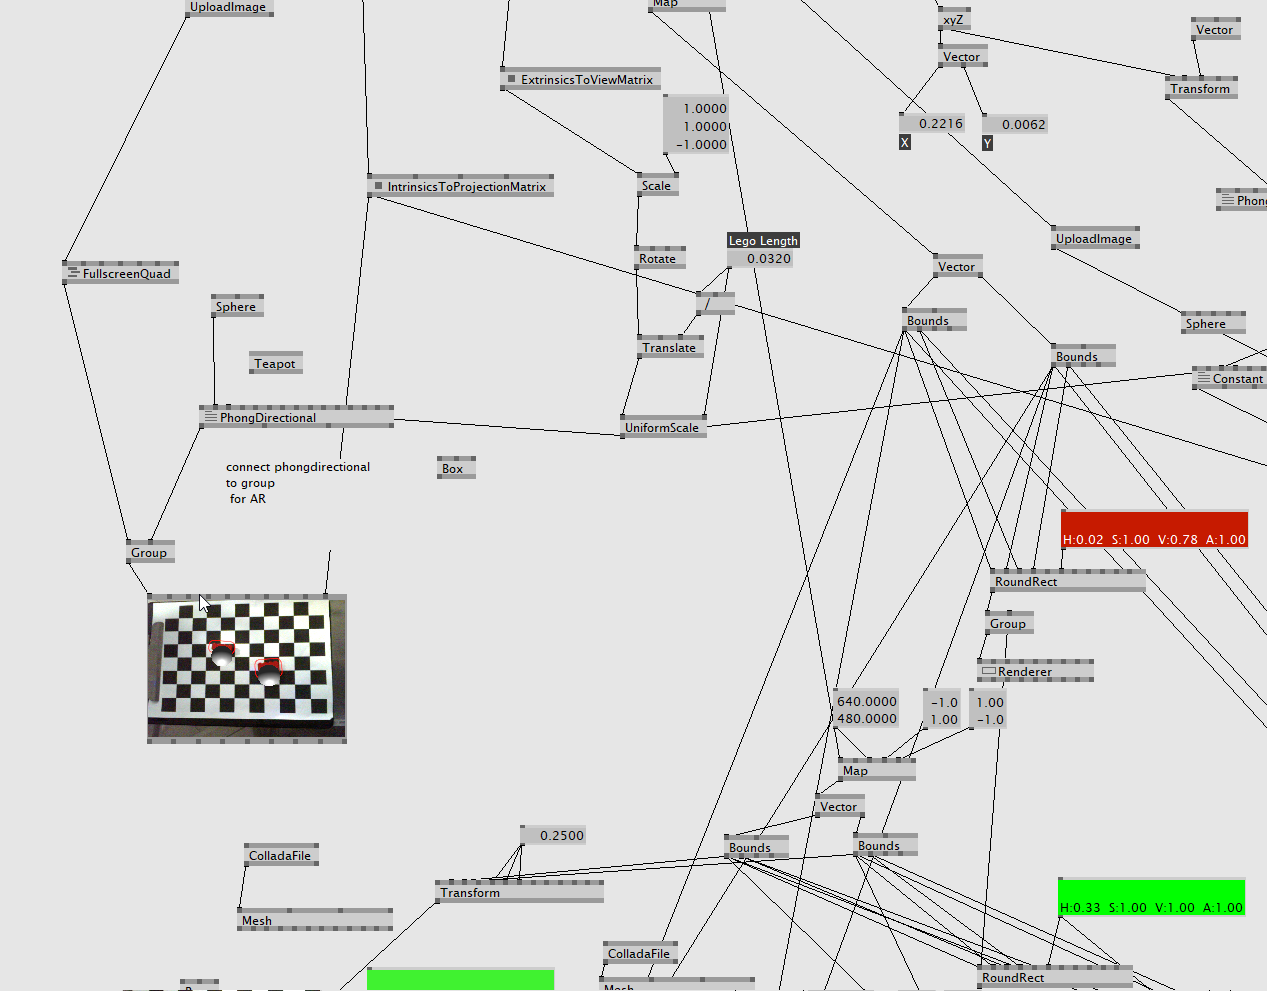 UploadImage
Map
xyZ
Vector
Vector
ExtrinsicsToViewMatrix
Transform
1.0000
1.0000
-1.0000
0.2216
0.0062
X
Y
IntrinsicsToProjectionMatrix
Scale
Phong
Lego Length
UploadImage
0.0320
Rotate
FullscreenQuad
Vector
Sphere
/
Bounds
Sphere
Translate
Bounds
Teapot
Constant
PhongDirectional
UniformScale
connect phongdirectional
to group
for AR
Box
H:0.02 S:1.00 V:0.78 A:1.00
Group
RoundRect
Group
Renderer
640.0000
480.0000
-1.0
1.00
1.00
-1.0
Map
Vector
0.2500
Bounds
Bounds
ColladaFile
Transform
H:0.33 S:1.00 V:1.00 A:1.00
Mesh
ColladaFile
RoundRect
Mesh